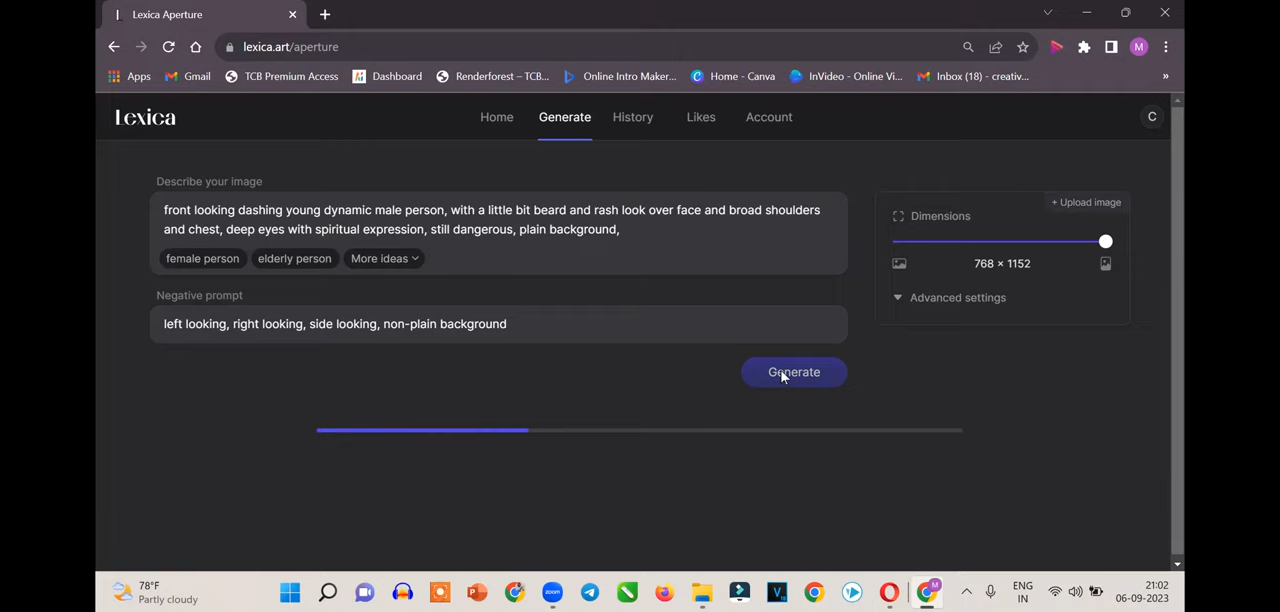 Lexica Aperture
lexica.art/aperture
M
Apps Gmail TCB Premium Access Dashboard Renderforest – TCB... Online Intro Maker... Home - Canva InVideo - Online Vi... Inbox (18) - creativ... »
Lexica Home Generate History Likes Account C
Describe your image
front looking dashing young dynamic male person, with a little bit beard and rash look over face and broad shoulders
and chest, deep eyes with spiritual expression, still dangerous, plain background,
female person elderly person More ideas
Negative prompt
left looking, right looking, side looking, non-plain background
Generate
+ Upload image
Dimensions
768 × 1152
Advanced settings
78°F
Partly cloudy
zoom
M
ENG
IN
21:02
06-09-2023